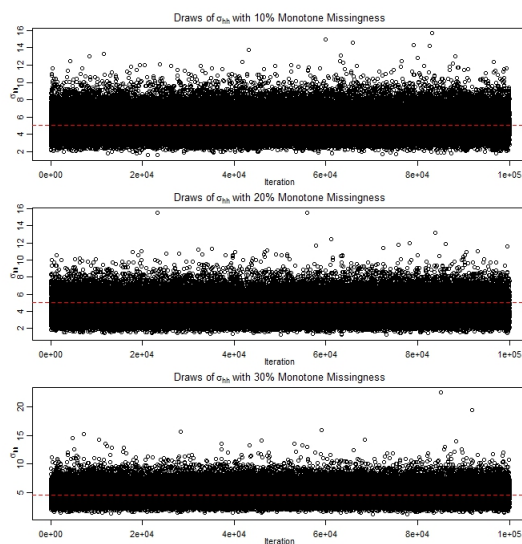 Draws of σhh with 10% Monotone Missingness
16
14
12
10
8
6
4
2
σhh
0e+00 2e+04 4e+04 6e+04 8e+04 1e+05
Iteration
Draws of σhh with 20% Monotone Missingness
16
14
12
10
8
6
4
2
σhh
0e+00 2e+04 4e+04 6e+04 8e+04 1e+05
Iteration
Draws of σhh with 30% Monotone Missingness
20
15
10
5
σhh
0e+00 2e+04 4e+04 6e+04 8e+04 1e+05
Iteration